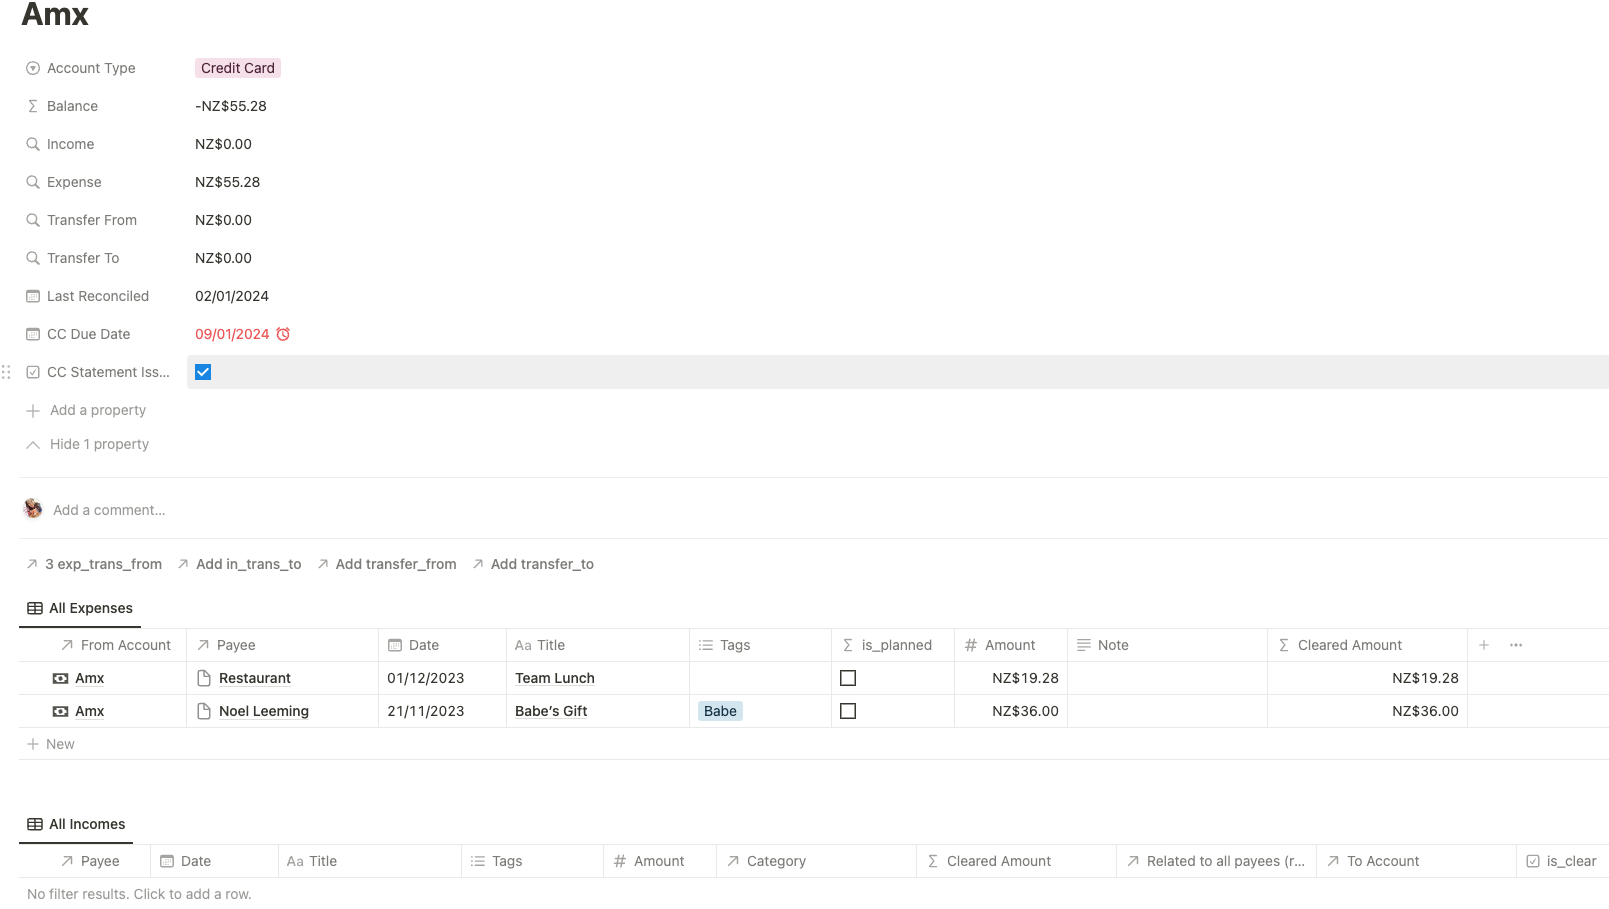 Amx
Account Type Credit Card
Balance -NZ$55.28
Income NZ$0.00
Expense NZ$55.28
Transfer From NZ$0.00
Transfer To NZ$0.00
Last Reconciled 02/01/2024
CC Due Date 09/01/2024
CC Statement Iss...
Add a property
Hide 1 property
Add a comment...
3 exp_trans_from Add in_trans_to Add transfer_from Add transfer_to
All Expenses
From Account Payee Date Aa Title Tags is_planned Amount Note Cleared Amount
Amx Restaurant 01/12/2023 Team Lunch NZ$19.28 NZ$19.28
Amx Noel Leeming 21/11/2023 Babe's Gift Babe NZ$36.00 NZ$36.00
New
All Incomes
Payee Date Aa Title Tags Amount Category Cleared Amount Related to all payees (r... To Account is_clear
No filter results. Click to add a row.